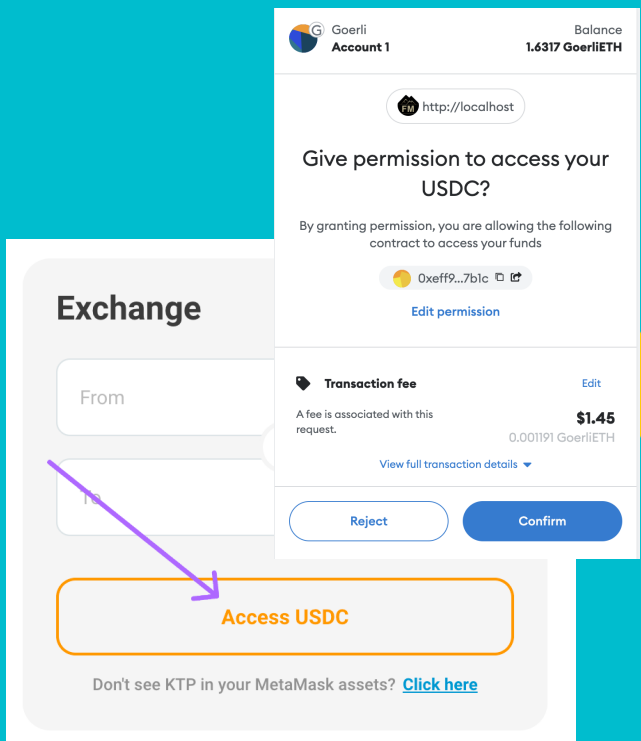 G Goerli
Account 1
Balance
1.6317 GoerliETH
FM http://localhost
Give permission to access your
USDC?
By granting permission, you are allowing the following
contract to access your funds
0xeff9...7b1c
Edit permission
Transaction fee
Edit
A fee is associated with this
request.
$1.45
0.001191 GoerliETH
View full transaction details
Reject
Confirm
Exchange
From
To
Access USDC
Don't see KTP in your MetaMask assets? Click here